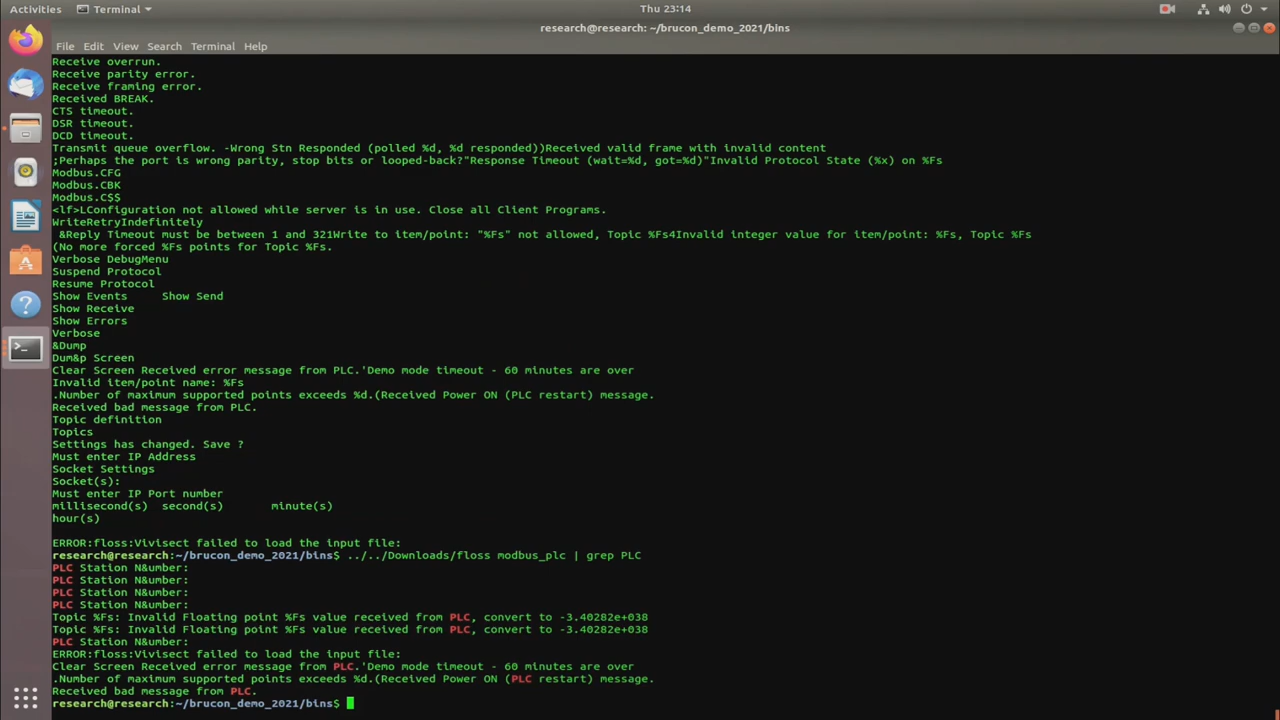 Activities Terminal Thu 23:14
research@research: ~/brucon_demo_2021/bins
File Edit View Search Terminal Help
Receive overrun.
Receive parity error.
Receive framing error.
Received BREAK.
CTS timeout.
DSR timeout.
DCD timeout.
Transmit queue overflow. -Wrong Stn Responded (polled %d, %d responded))Received valid frame with invalid content
;Perhaps the port is wrong parity, stop bits or looped-back?"Response Timeout (wait=%d, got=%d)"Invalid Protocol State (%x) on %Fs
Modbus.CFG
Modbus.CBK
Modbus.C$$
<lf>LConfiguration not allowed while server is in use. Close all Client Programs.
WriteRetryIndefinitely
&Reply Timeout must be between 1 and 321Write to item/point: "%Fs" not allowed, Topic %Fs4Invalid integer value for item/point: %Fs, Topic %Fs
(No more forced %Fs points for Topic %Fs.
Verbose DebugMenu
Suspend Protocol
Resume Protocol
Show Events Show Send
Show Receive
Show Errors
Verbose
&Dump
Dum&p Screen
Clear Screen Received error message from PLC.'Demo mode timeout - 60 minutes are over
Invalid item/point name: %Fs
.Number of maximum supported points exceeds %d.(Received Power ON (PLC restart) message.
Received bad message from PLC.
Topic definition
Topics
Settings has changed. Save ?
Must enter IP Address
Socket Settings
Socket(s):
Must enter IP Port number
millisecond(s) second(s) minute(s)
hour(s)
ERROR:floss:Vivisect failed to load the input file:
research@research:~/brucon_demo_2021/bins$ ../../Downloads/floss modbus_plc | grep PLC
PLC Station N&umber:
PLC Station N&umber:
PLC Station N&umber:
PLC Station N&umber:
Topic %Fs: Invalid Floating point %Fs value received from PLC, convert to -3.40282e+038
Topic %Fs: Invalid Floating point %Fs value received from PLC, convert to -3.40282e+038
PLC Station N&umber:
ERROR:floss:Vivisect failed to load the input file:
Clear Screen Received error message from PLC.'Demo mode timeout - 60 minutes are over
.Number of maximum supported points exceeds %d.(Received Power ON (PLC restart) message.
Received bad message from PLC.
research@research:~/brucon_demo_2021/bins$